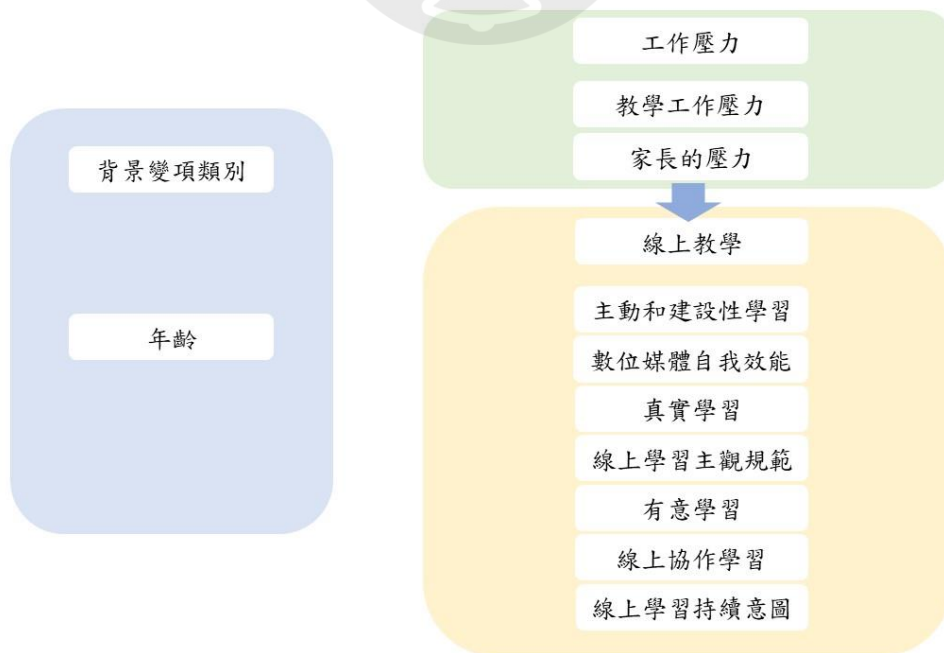 背景變項類別
年齡
工作壓力
教學工作壓力
家長的壓力
線上教學
主動和建設性學習
數位媒體自我效能
真實學習
線上學習主觀規範
有意學習
線上協作學習
線上學習持續意圖